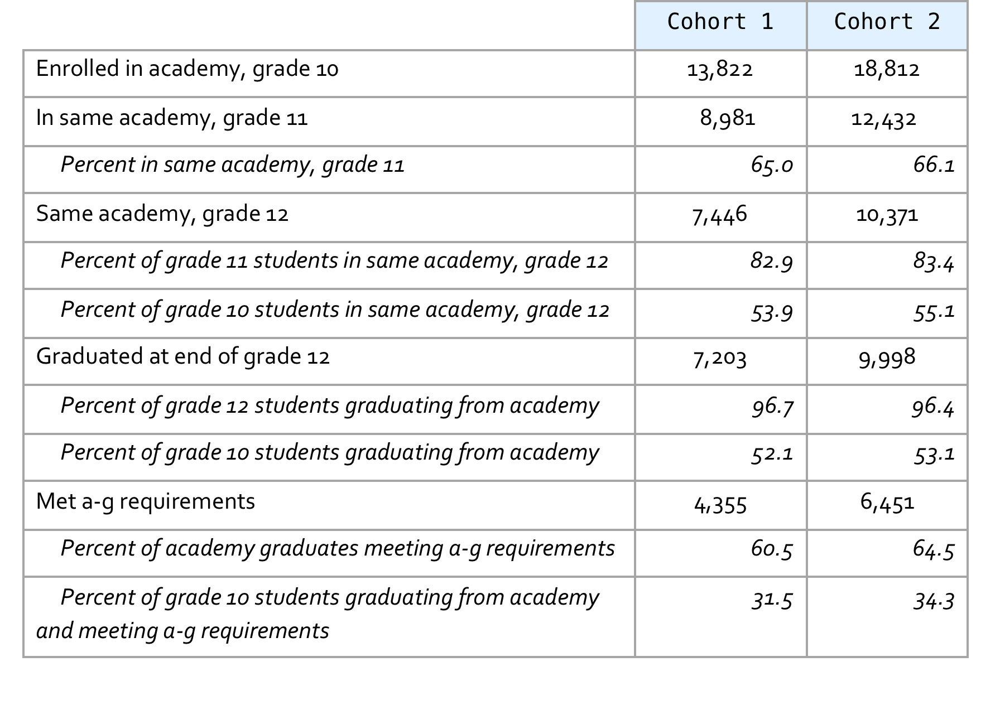 Cohort 1 Cohort 2
Enrolled in academy, grade 10 13,822 18,812
In same academy, grade 11 8,981 12,432
Percent in same academy, grade 11 65.0 66.1
Same academy, grade 12 7,446 10,371
Percent of grade 11 students in same academy, grade 12 82.9 83.4
Percent of grade 10 students in same academy, grade 12 53.9 55.1
Graduated at end of grade 12 7,203 9,998
Percent of grade 12 students graduating from academy 96.7 96.4
Percent of grade 10 students graduating from academy 52.1 53.1
Met a-g requirements 4,355 6,451
Percent of academy graduates meeting a-g requirements 60.5 64.5
Percent of grade 10 students graduating from academy 31.5 34.3
and meeting a-g requirements